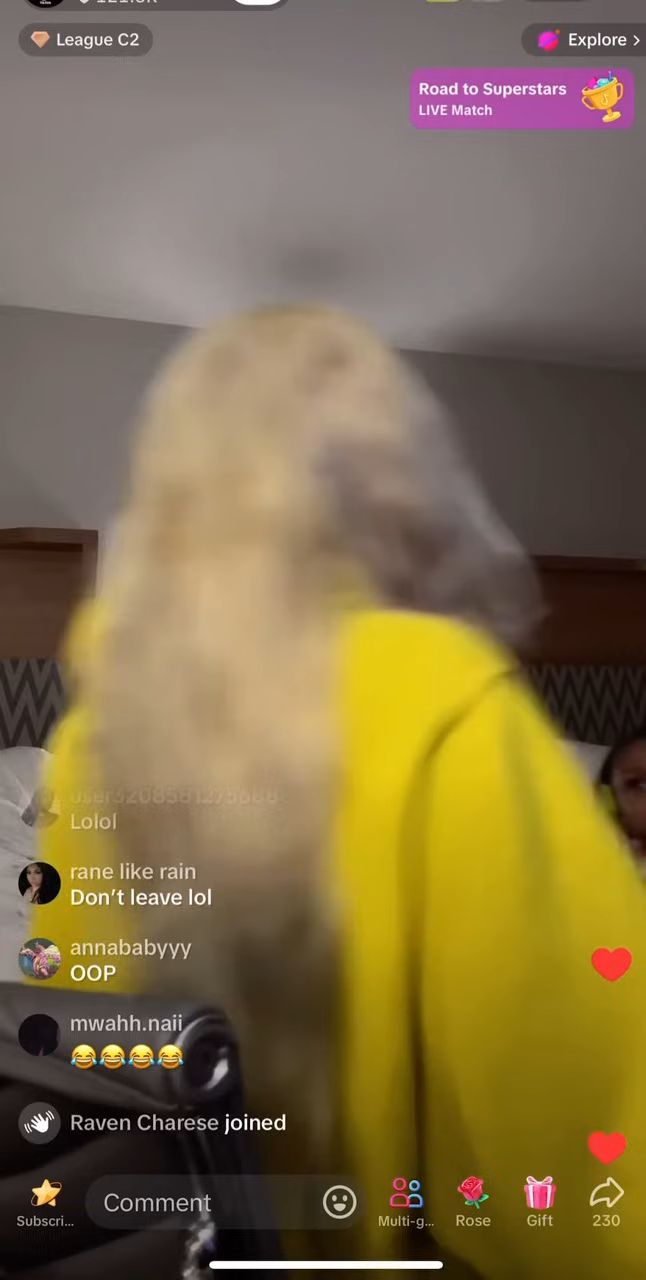 League C2
Explore >
Road to Superstars
LIVE Match
Lolol
rane like rain
Don't leave lol
annababyyy
OOP
mwahh.naii
😂😂😂😂
Raven Charese joined
Comment
Subscri...
Multi-g...
Rose
Gift
230